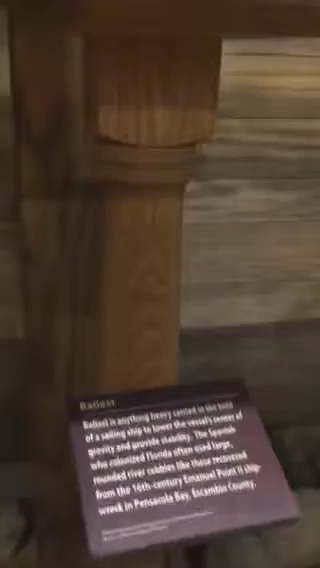 Ballast
Ballast is anything heavy carried in the hold
of a sailing ship to lower the vessel's center of
gravity and provide stability. The Spanish
who colonized Florida often used large,
rounded river cobbles like those recovered
from the 16th-century Emanuel Point II ship-
wreck in Pensacola Bay, Escambia County.